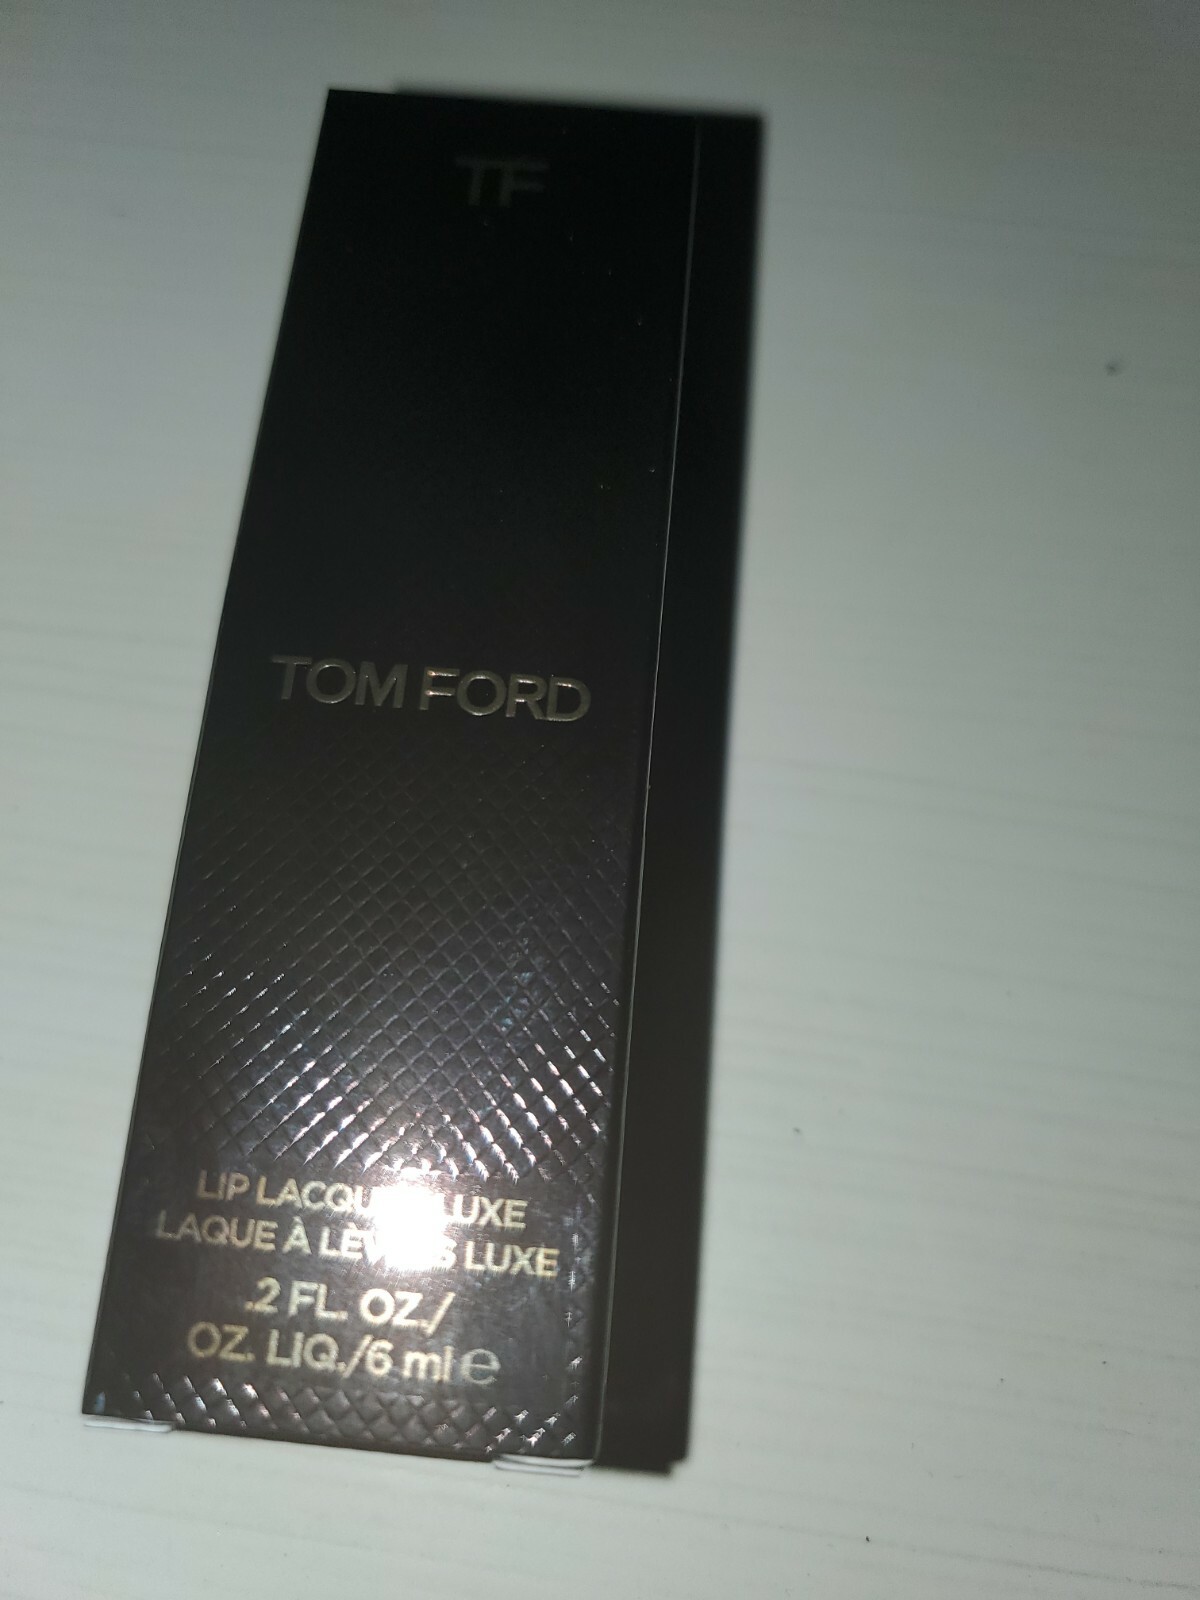 TF
TOM FORD
LIP LUXE
LAQUE À LUXE
.2 FL. OZ./
OZ. LIQ./6 ml e